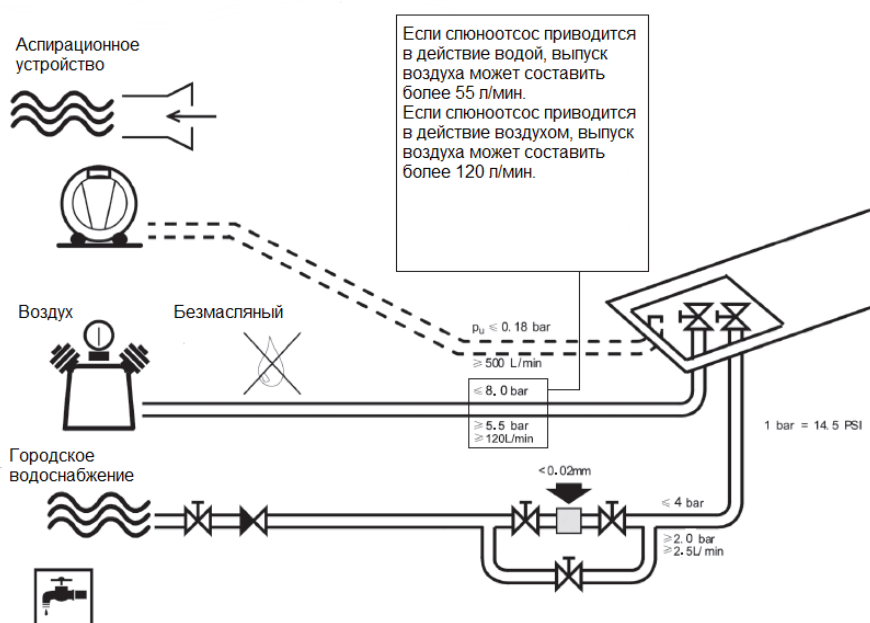 Аспирационное
устройство
Если слюноотсос приводится
в действие водой, выпуск
воздуха может составить
более 55 л/мин.
Если слюноотсос приводится
в действие воздухом, выпуск
воздуха может составить
более 120 л/мин.
Воздух
Безмасляный
pu ≤ 0.18 bar
≥500 L/min
≤8.0 bar
≥5.5 bar
≥120L/min
1 bar = 14.5 PSI
Городское
водоснабжение
<0.02mm
≤ 4 bar
≥2.0 bar
≥2.5L/min